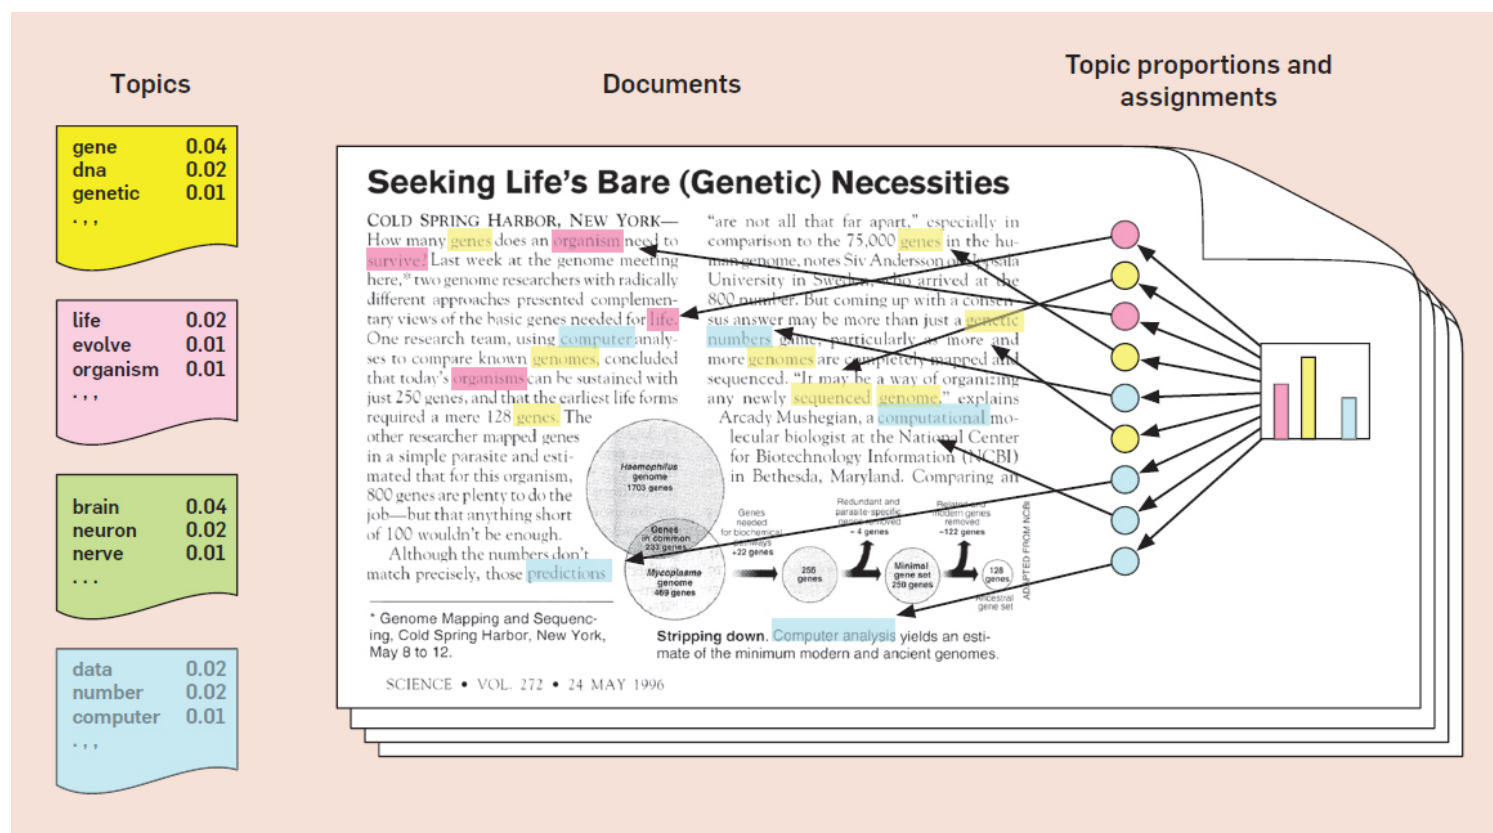 Topics
gene 0.04
dna 0.02
genetic 0.01
. , ,
life 0.02
evolve 0.01
organism 0.01
. , ,
brain 0.04
neuron 0.02
nerve 0.01
. . .
data 0.02
number 0.02
computer 0.01
. , ,
Documents
Topic proportions and
assignments
Seeking Life's Bare (Genetic) Necessities
COLD SPRING HARBOR, NEW YORK—
How many genes does an organism need to
survive? Last week at the genome meeting
here,* two genome researchers with radically
different approaches presented complemen-
tary views of the basic genes needed for life.
One research team, using computer analy-
ses to compare known genomes, concluded
that today's organisms can be sustained with
just 250 genes, and that the earliest life forms
required a mere 128 genes. The
other researcher mapped genes
in a simple parasite and esti-
mated that for this organism,
800 genes are plenty to do the
job—but that anything short
of 100 wouldn't be enough.
Although the numbers don't
match precisely, those predictions
* Genome Mapping and Sequenc-
ing, Cold Spring Harbor, New York,
May 8 to 12.
"are not all that far apart," especially in
comparison to the 75,000 genes in the hu-
man genome, notes Siv Andersson of Uppsala
University in Sweden, who arrived at the
800 number. But coming up with a consen-
sus answer may be more than just a genetic
numbers game, particularly as more and
more genomes are completely mapped and
sequenced. "It may be a way of organizing
any newly sequenced genome," explains
Arcady Mushegian, a computational mo-
lecular biologist at the National Center
for Biotechnology Information (NCBI)
in Bethesda, Maryland. Comparing an
Haemophilus
genome
1703 genes
Genes
in common
233 genes
Mycoplasma
genome
469 genes
Genes
needed
for biochemical
pathways
+22 genes
255
genes
Redundant and
parasite-specific
genes removed
– 4 genes
Minimal
gene set
250 genes
Related and
modern genes
removed
–122 genes
128
genes
Ancestral
gene set
ADAPTED FROM NCBI
Stripping down. Computer analysis yields an esti-
mate of the minimum modern and ancient genomes.
SCIENCE • VOL. 272 • 24 MAY 1996